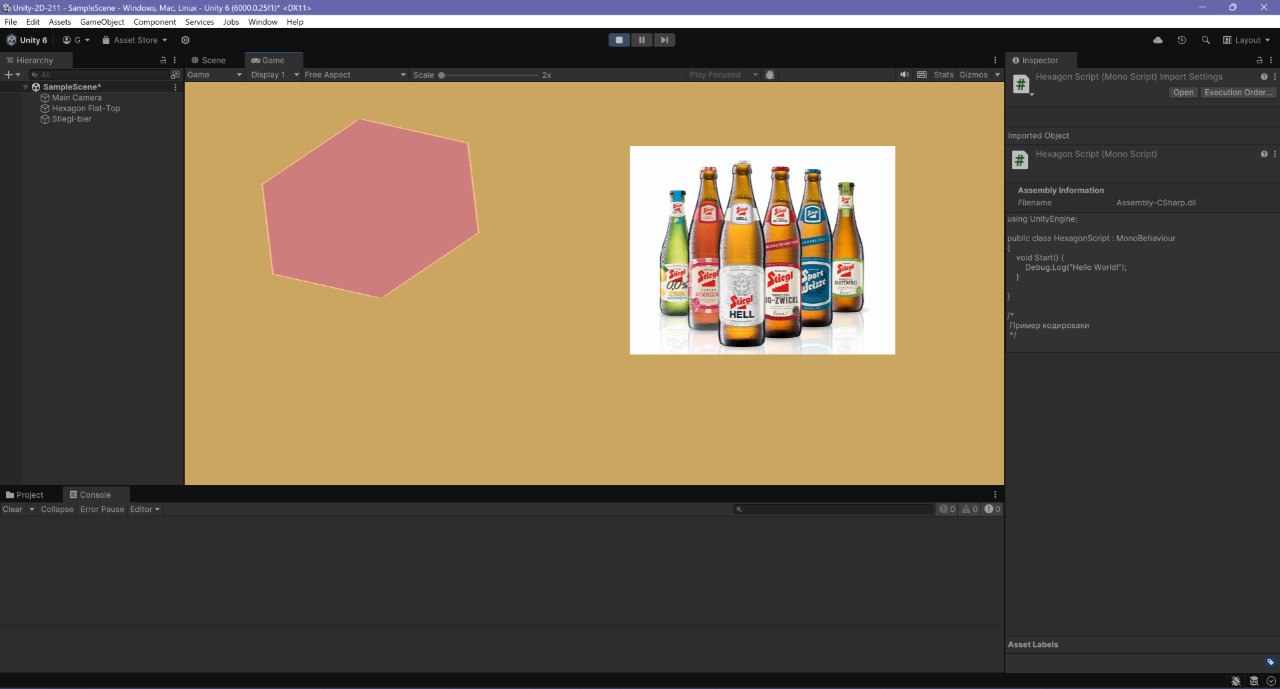 Unity-2D-211 - SampleScene - Windows, Mac, Linux - Unity 6 (6000.0.25f1)* <DX11>
File Edit Assets GameObject Component Services Jobs Window Help
Unity 6 G Asset Store Layout
Hierarchy
All
SampleScene*
Main Camera
Hexagon Flat-Top
Stiegl-bier
Scene Game
Game Display 1 Free Aspect Scale 2x Play Focused Stats Gizmos
HELL
Stiegl
0,0%
Stiegl
Stiegl
HELL
Stiegl
Sport
Weisse
Stiegl
Inspector
Hexagon Script (Mono Script) Import Settings
Open Execution Order...
Imported Object
Hexagon Script (Mono Script)
Assembly Information
Filename Assembly-CSharp.dll
using UnityEngine;
public class HexagonScript : MonoBehaviour
{
void Start() {
Debug.Log("Hello World!");
}
}
/*
Пример кодироваки
*/
Asset Labels
Project Console
Clear Collapse Error Pause Editor 0 0 0